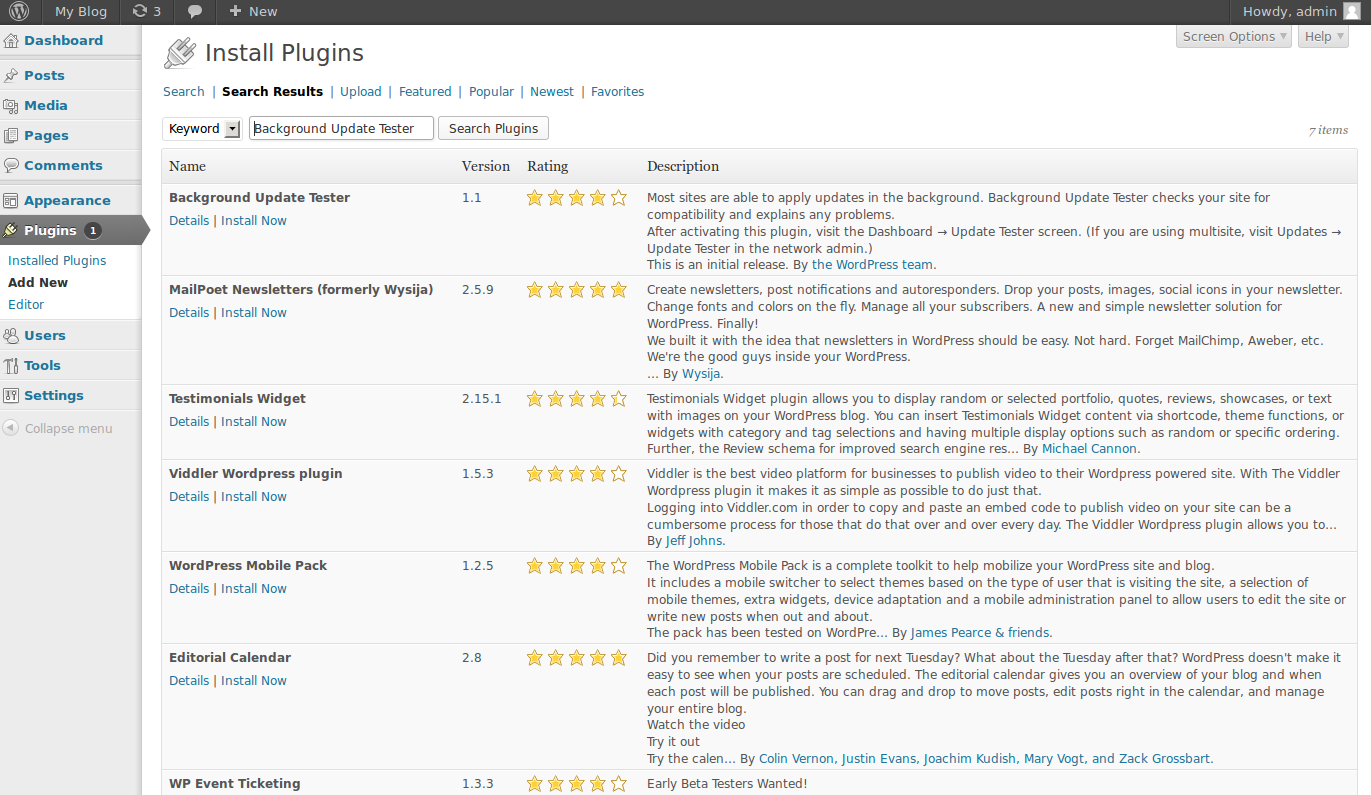 My Blog 3 New Howdy, admin
Screen Options Help
Dashboard
Posts
Media
Pages
Comments
Appearance
Plugins 1
Installed Plugins
Add New
Editor
Users
Tools
Settings
Collapse menu
Install Plugins
Search | Search Results | Upload | Featured | Popular | Newest | Favorites
Keyword Background Update Tester Search Plugins 7 items
Name Version Rating Description
Background Update Tester 1.1
Details | Install Now
Most sites are able to apply updates in the background. Background Update Tester checks your site for
compatibility and explains any problems.
After activating this plugin, visit the Dashboard → Update Tester screen. (If you are using multisite, visit Updates →
Update Tester in the network admin.)
This is an initial release. By the WordPress team.
MailPoet Newsletters (formerly Wysija) 2.5.9
Details | Install Now
Create newsletters, post notifications and autoresponders. Drop your posts, images, social icons in your newsletter.
Change fonts and colors on the fly. Manage all your subscribers. A new and simple newsletter solution for
WordPress. Finally!
We built it with the idea that newsletters in WordPress should be easy. Not hard. Forget MailChimp, Aweber, etc.
We're the good guys inside your WordPress.
... By Wysija.
Testimonials Widget 2.15.1
Details | Install Now
Testimonials Widget plugin allows you to display random or selected portfolio, quotes, reviews, showcases, or text
with images on your WordPress blog. You can insert Testimonials Widget content via shortcode, theme functions, or
widgets with category and tag selections and having multiple display options such as random or specific ordering.
Further, the Review schema for improved search engine res... By Michael Cannon.
Viddler Wordpress plugin 1.5.3
Details | Install Now
Viddler is the best video platform for businesses to publish video to their Wordpress powered site. With The Viddler
Wordpress plugin it makes it as simple as possible to do just that.
Logging into Viddler.com in order to copy and paste an embed code to publish video on your site can be a
cumbersome process for those that do that over and over every day. The Viddler Wordpress plugin allows you to...
By Jeff Johns.
WordPress Mobile Pack 1.2.5
Details | Install Now
The WordPress Mobile Pack is a complete toolkit to help mobilize your WordPress site and blog.
It includes a mobile switcher to select themes based on the type of user that is visiting the site, a selection of
mobile themes, extra widgets, device adaptation and a mobile administration panel to allow users to edit the site or
write new posts when out and about.
The pack has been tested on WordPre... By James Pearce & friends.
Editorial Calendar 2.8
Details | Install Now
Did you remember to write a post for next Tuesday? What about the Tuesday after that? WordPress doesn't make it
easy to see when your posts are scheduled. The editorial calendar gives you an overview of your blog and when
each post will be published. You can drag and drop to move posts, edit posts right in the calendar, and manage
your entire blog.
Watch the video
Try it out
Try the calen... By Colin Vernon, Justin Evans, Joachim Kudish, Mary Vogt, and Zack Grossbart.
WP Event Ticketing 1.3.3 Early Beta Testers Wanted!